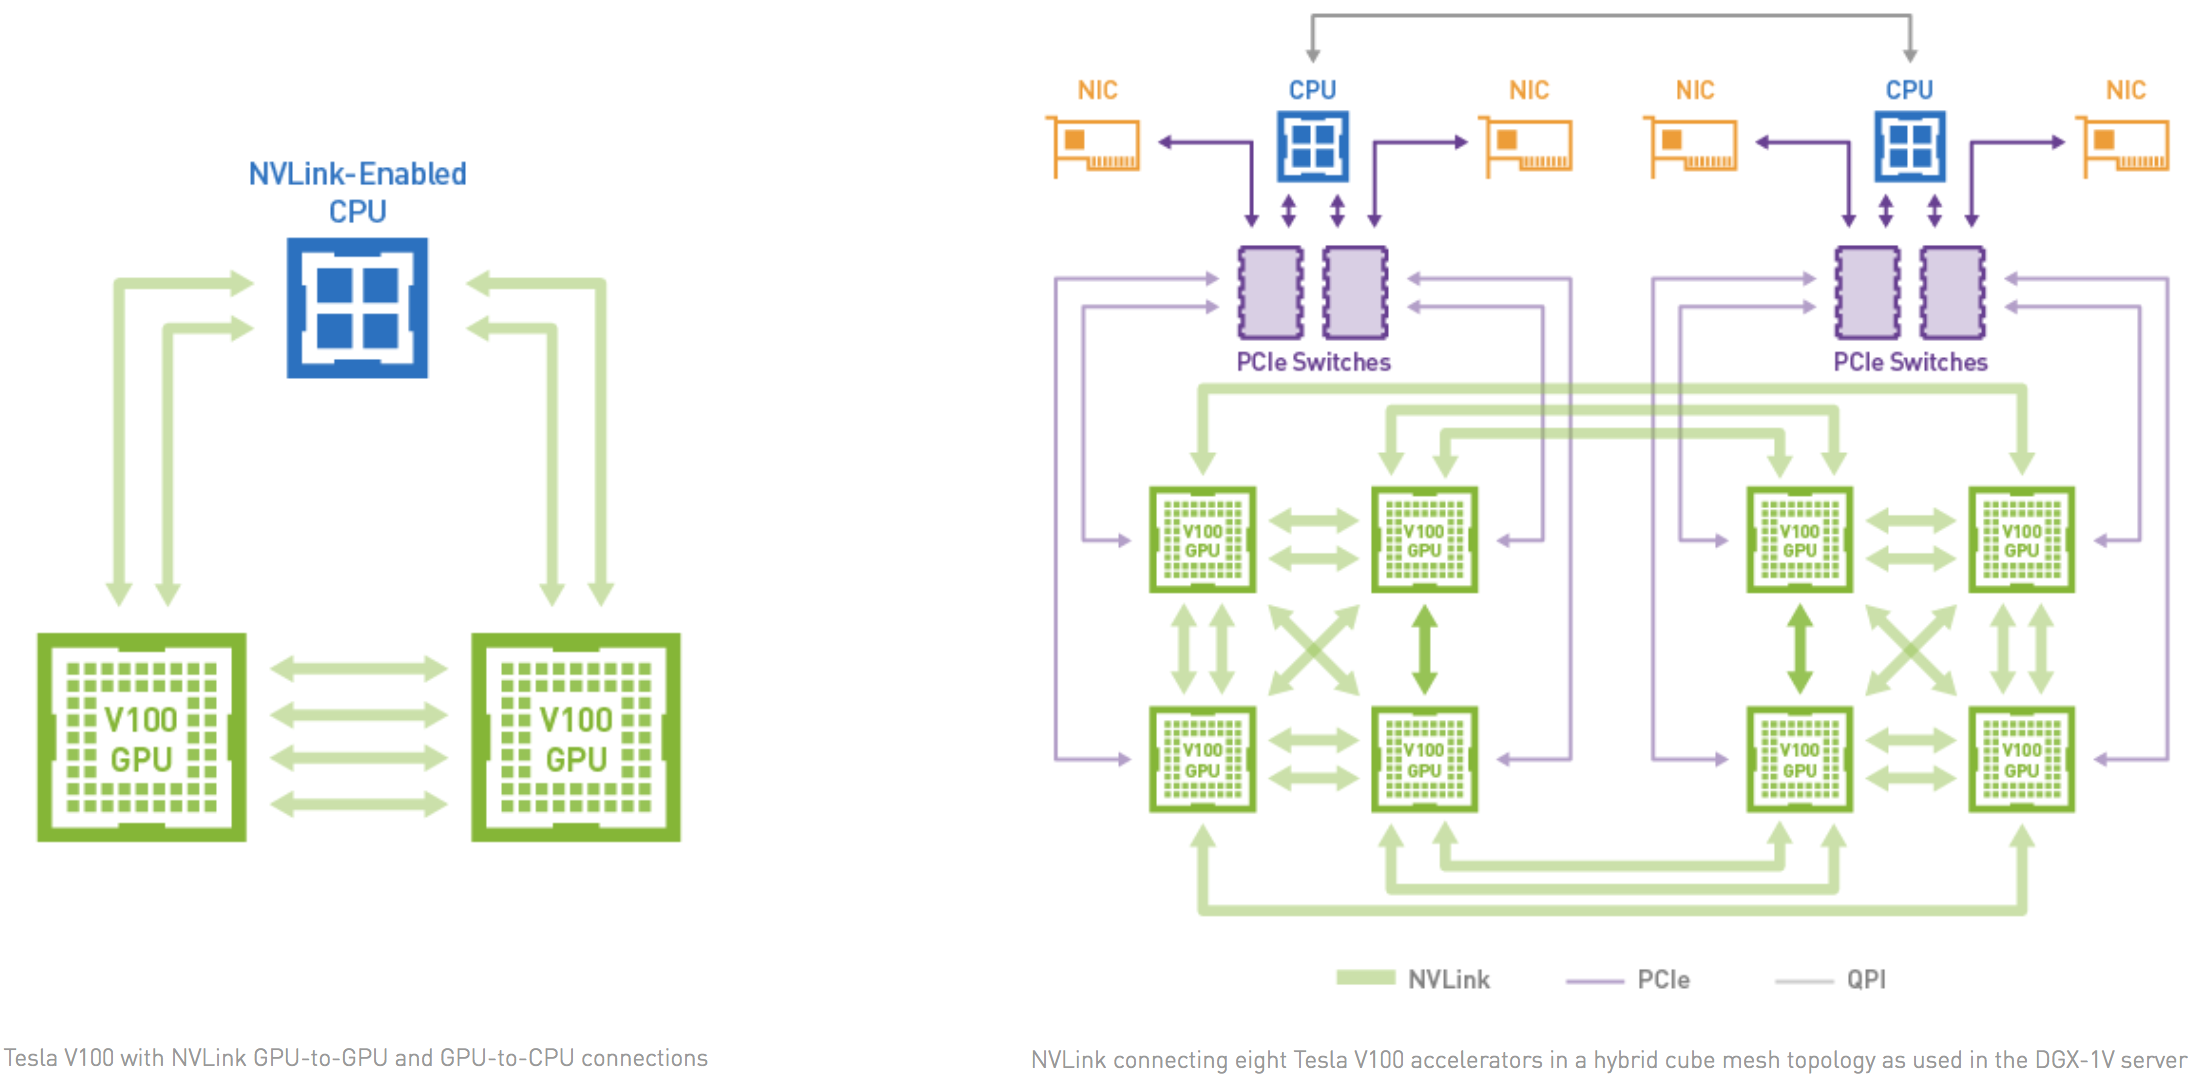 NVLink-Enabled
CPU
V100
GPU
V100
GPU
Tesla V100 with NVLink GPU-to-GPU and GPU-to-CPU connections
NIC
CPU
NIC
NIC
CPU
NIC
PCIe Switches
PCIe Switches
V100
GPU
V100
GPU
V100
GPU
V100
GPU
V100
GPU
V100
GPU
V100
GPU
V100
GPU
NVLink
PCIe
QPI
NVLink connecting eight Tesla V100 accelerators in a hybrid cube mesh topology as used in the DGX-1V server